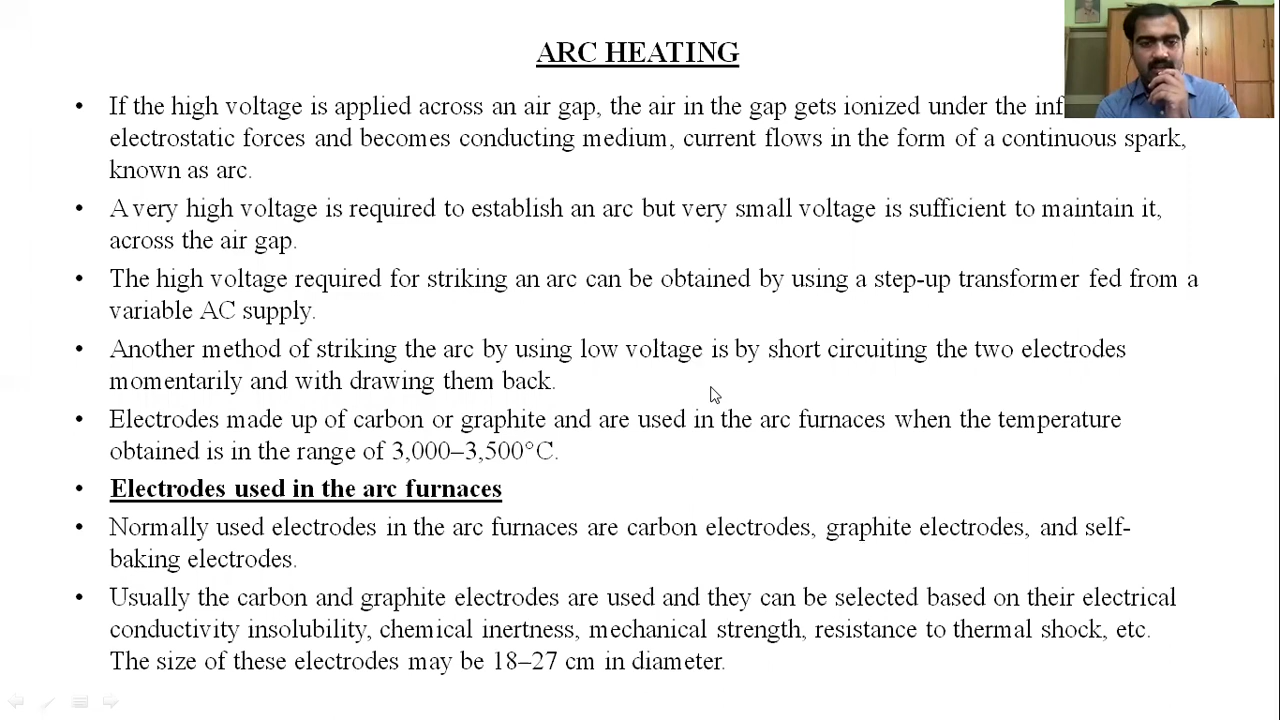 ARC HEATING
• If the high voltage is applied across an air gap, the air in the gap gets ionized under the
electrostatic forces and becomes conducting medium, current flows in the form of a continuous spark,
known as arc.
• A very high voltage is required to establish an arc but very small voltage is sufficient to maintain it,
across the air gap.
• The high voltage required for striking an arc can be obtained by using a step-up transformer fed from a
variable AC supply.
• Another method of striking the arc by using low voltage is by short circuiting the two electrodes
momentarily and with drawing them back.
• Electrodes made up of carbon or graphite and are used in the arc furnaces when the temperature
obtained is in the range of 3,000–3,500°C.
• Electrodes used in the arc furnaces
• Normally used electrodes in the arc furnaces are carbon electrodes, graphite electrodes, and self-
baking electrodes.
• Usually the carbon and graphite electrodes are used and they can be selected based on their electrical
conductivity insolubility, chemical inertness, mechanical strength, resistance to thermal shock, etc.
The size of these electrodes may be 18–27 cm in diameter.